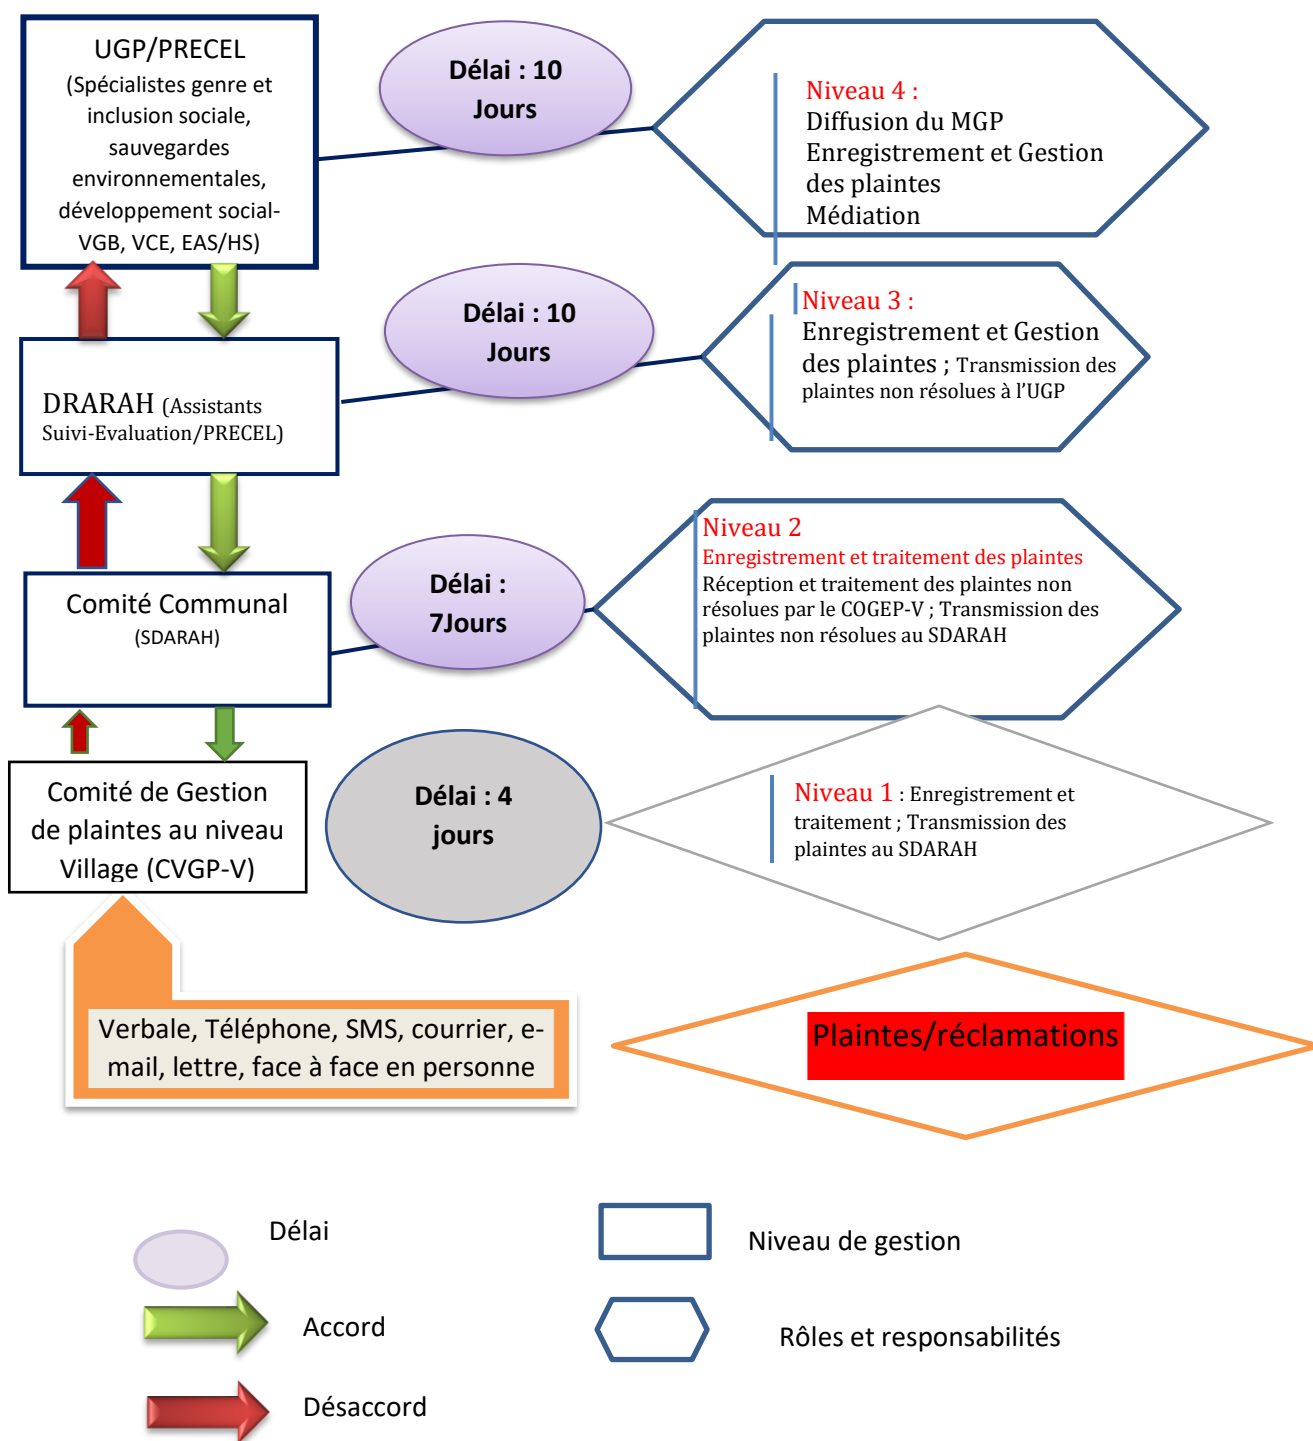 UGP/PRECEL
(Spécialistes genre et
inclusion sociale,
sauvegardes
environnementales,
développement social-
VGB, VCE, EAS/HS)
Délai : 10
Jours
Niveau 4 :
Diffusion du MGP
Enregistrement et Gestion
des plaintes
Médiation
DRARAH (Assistants
Suivi-Evaluation/PRECEL)
Délai : 10
Jours
Niveau 3 :
Enregistrement et Gestion
des plaintes ; Transmission des
plaintes non résolues à l’UGP
Comité Communal
(SDARAH)
Délai :
7Jours
Niveau 2
Enregistrement et traitement des plaintes
Réception et traitement des plaintes non
résolues par le COGEP-V ; Transmission des
plaintes non résolues au SDARAH
Comité de Gestion
de plaintes au niveau
Village (CVGP-V)
Délai : 4
jours
Niveau 1 : Enregistrement et
traitement ; Transmission des
plaintes au SDARAH
Verbale, Téléphone, SMS, courrier, e-
mail, lettre, face à face en personne
Plaintes/réclamations
Délai
Niveau de gestion
Accord
Rôles et responsabilités
Désaccord